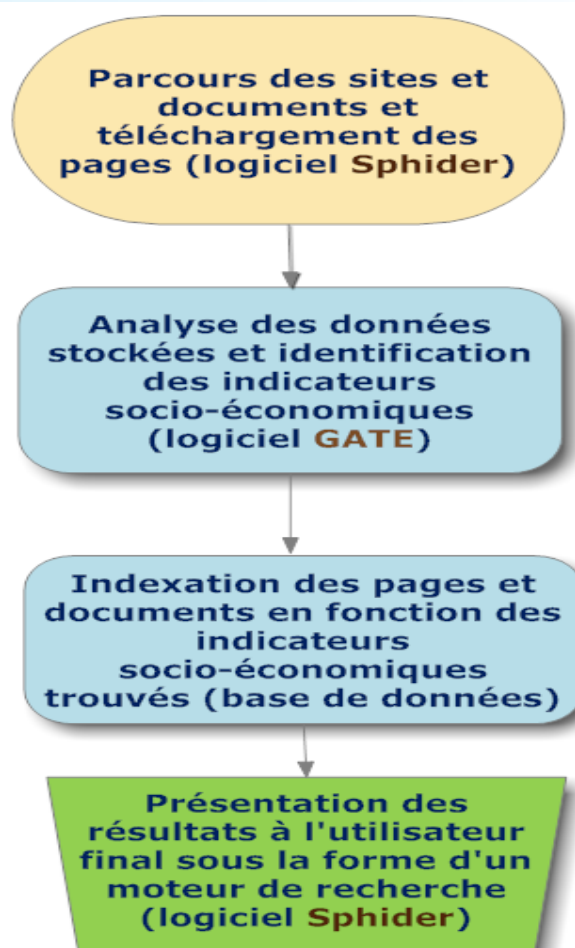 Parcours des sites et
documents et
téléchargement des
pages (logiciel Sphider)
Analyse des données
stockées et identification
des indicateurs
socio-économiques
(logiciel GATE)
Indexation des pages et
documents en fonction des
indicateurs
socio-économiques
trouvés (base de données)
Présentation des
résultats à l'utilisateur
final sous la forme d'un
moteur de recherche
(logiciel Sphider)